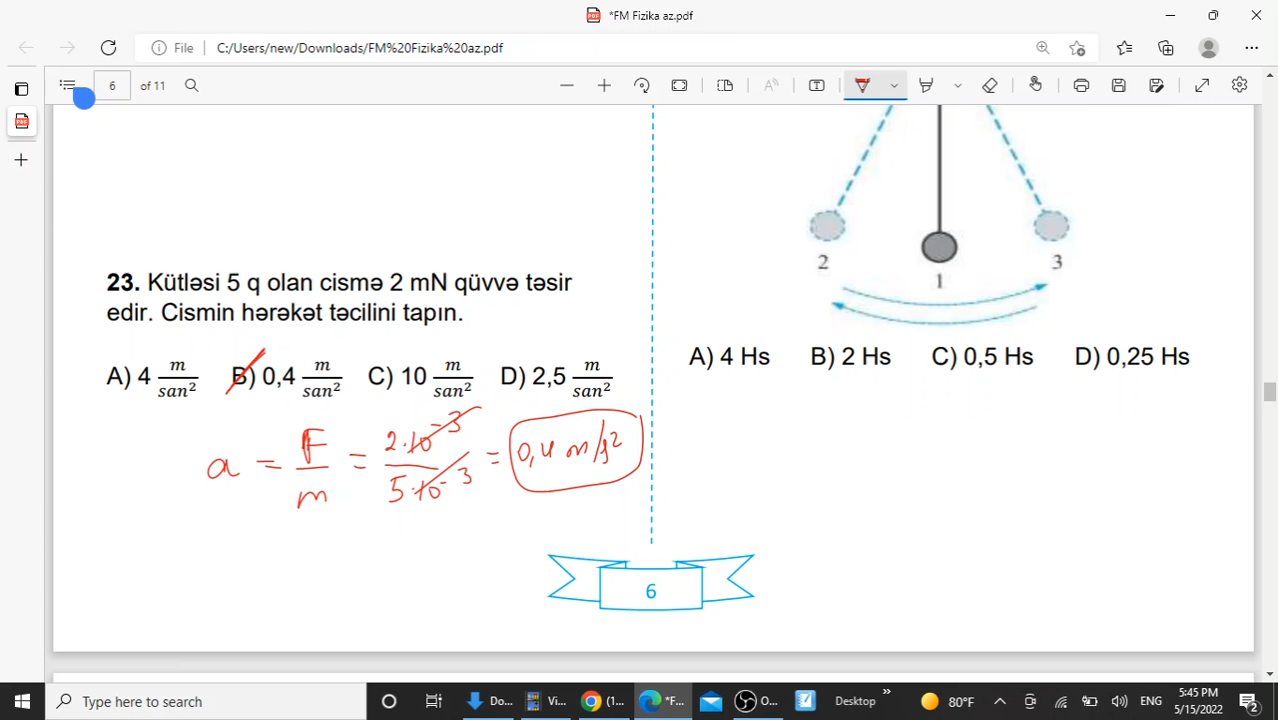 *FM Fizika az.pdf
File C:/Users/new/Downloads/FM%20Fizika%20az.pdf
6 of 11
23. Kütləsi 5 q olan cismə 2 mN qüvvə təsir
edir. Cismin hərəkət təcilini tapın.
A) 4 m/san² B) 0,4 m/san² C) 10 m/san² D) 2,5 m/san²
a = F/m = 2·10⁻³/5·10⁻³ = 0,4 m/s²
2 1 3
A) 4 Hs B) 2 Hs C) 0,5 Hs D) 0,25 Hs
6
Type here to search
Do... Vi... (1... *F... O... Desktop 80°F ENG
5:45 PM
5/15/2022
2